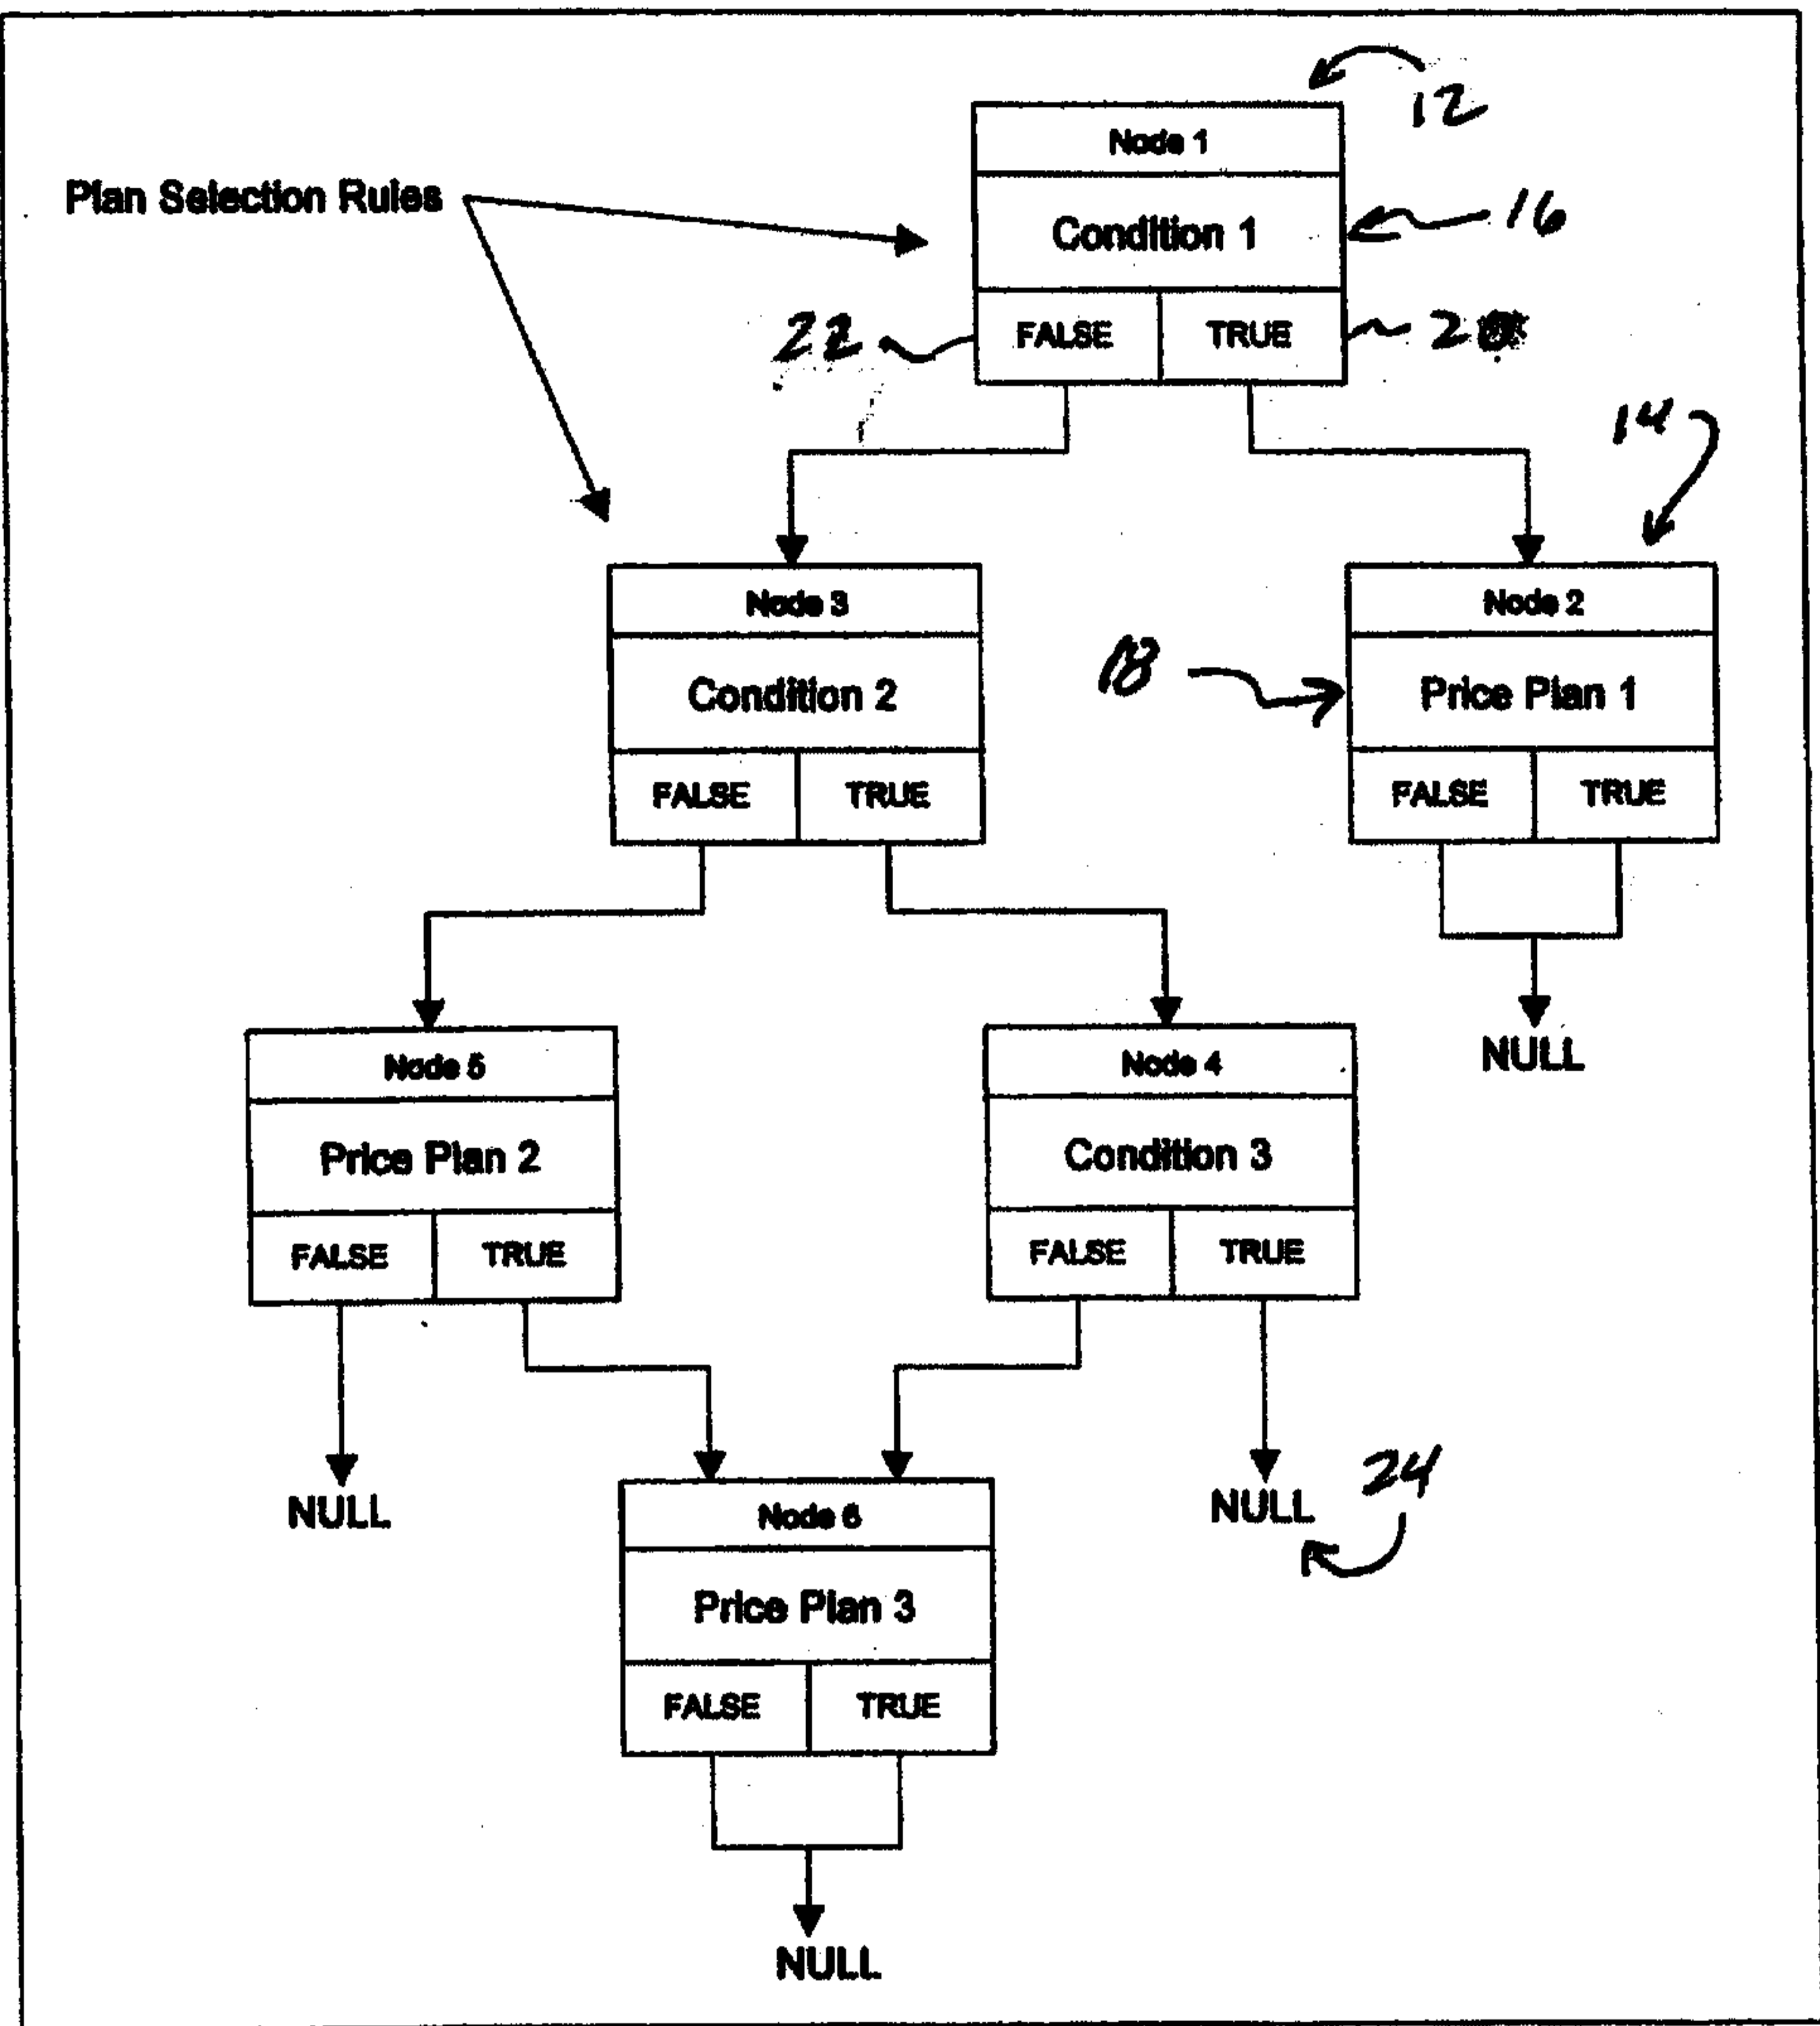 12
Node 1
Plan Selection Rules
Condition 1
16
22
FALSE TRUE
20
14
Node 3
Node 2
18
Condition 2
Price Plan 1
FALSE TRUE
FALSE TRUE
Node 5
Node 4
NULL
Price Plan 2
Condition 3
FALSE TRUE
FALSE TRUE
24
NULL
NULL
Node 6
Price Plan 3
FALSE TRUE
NULL